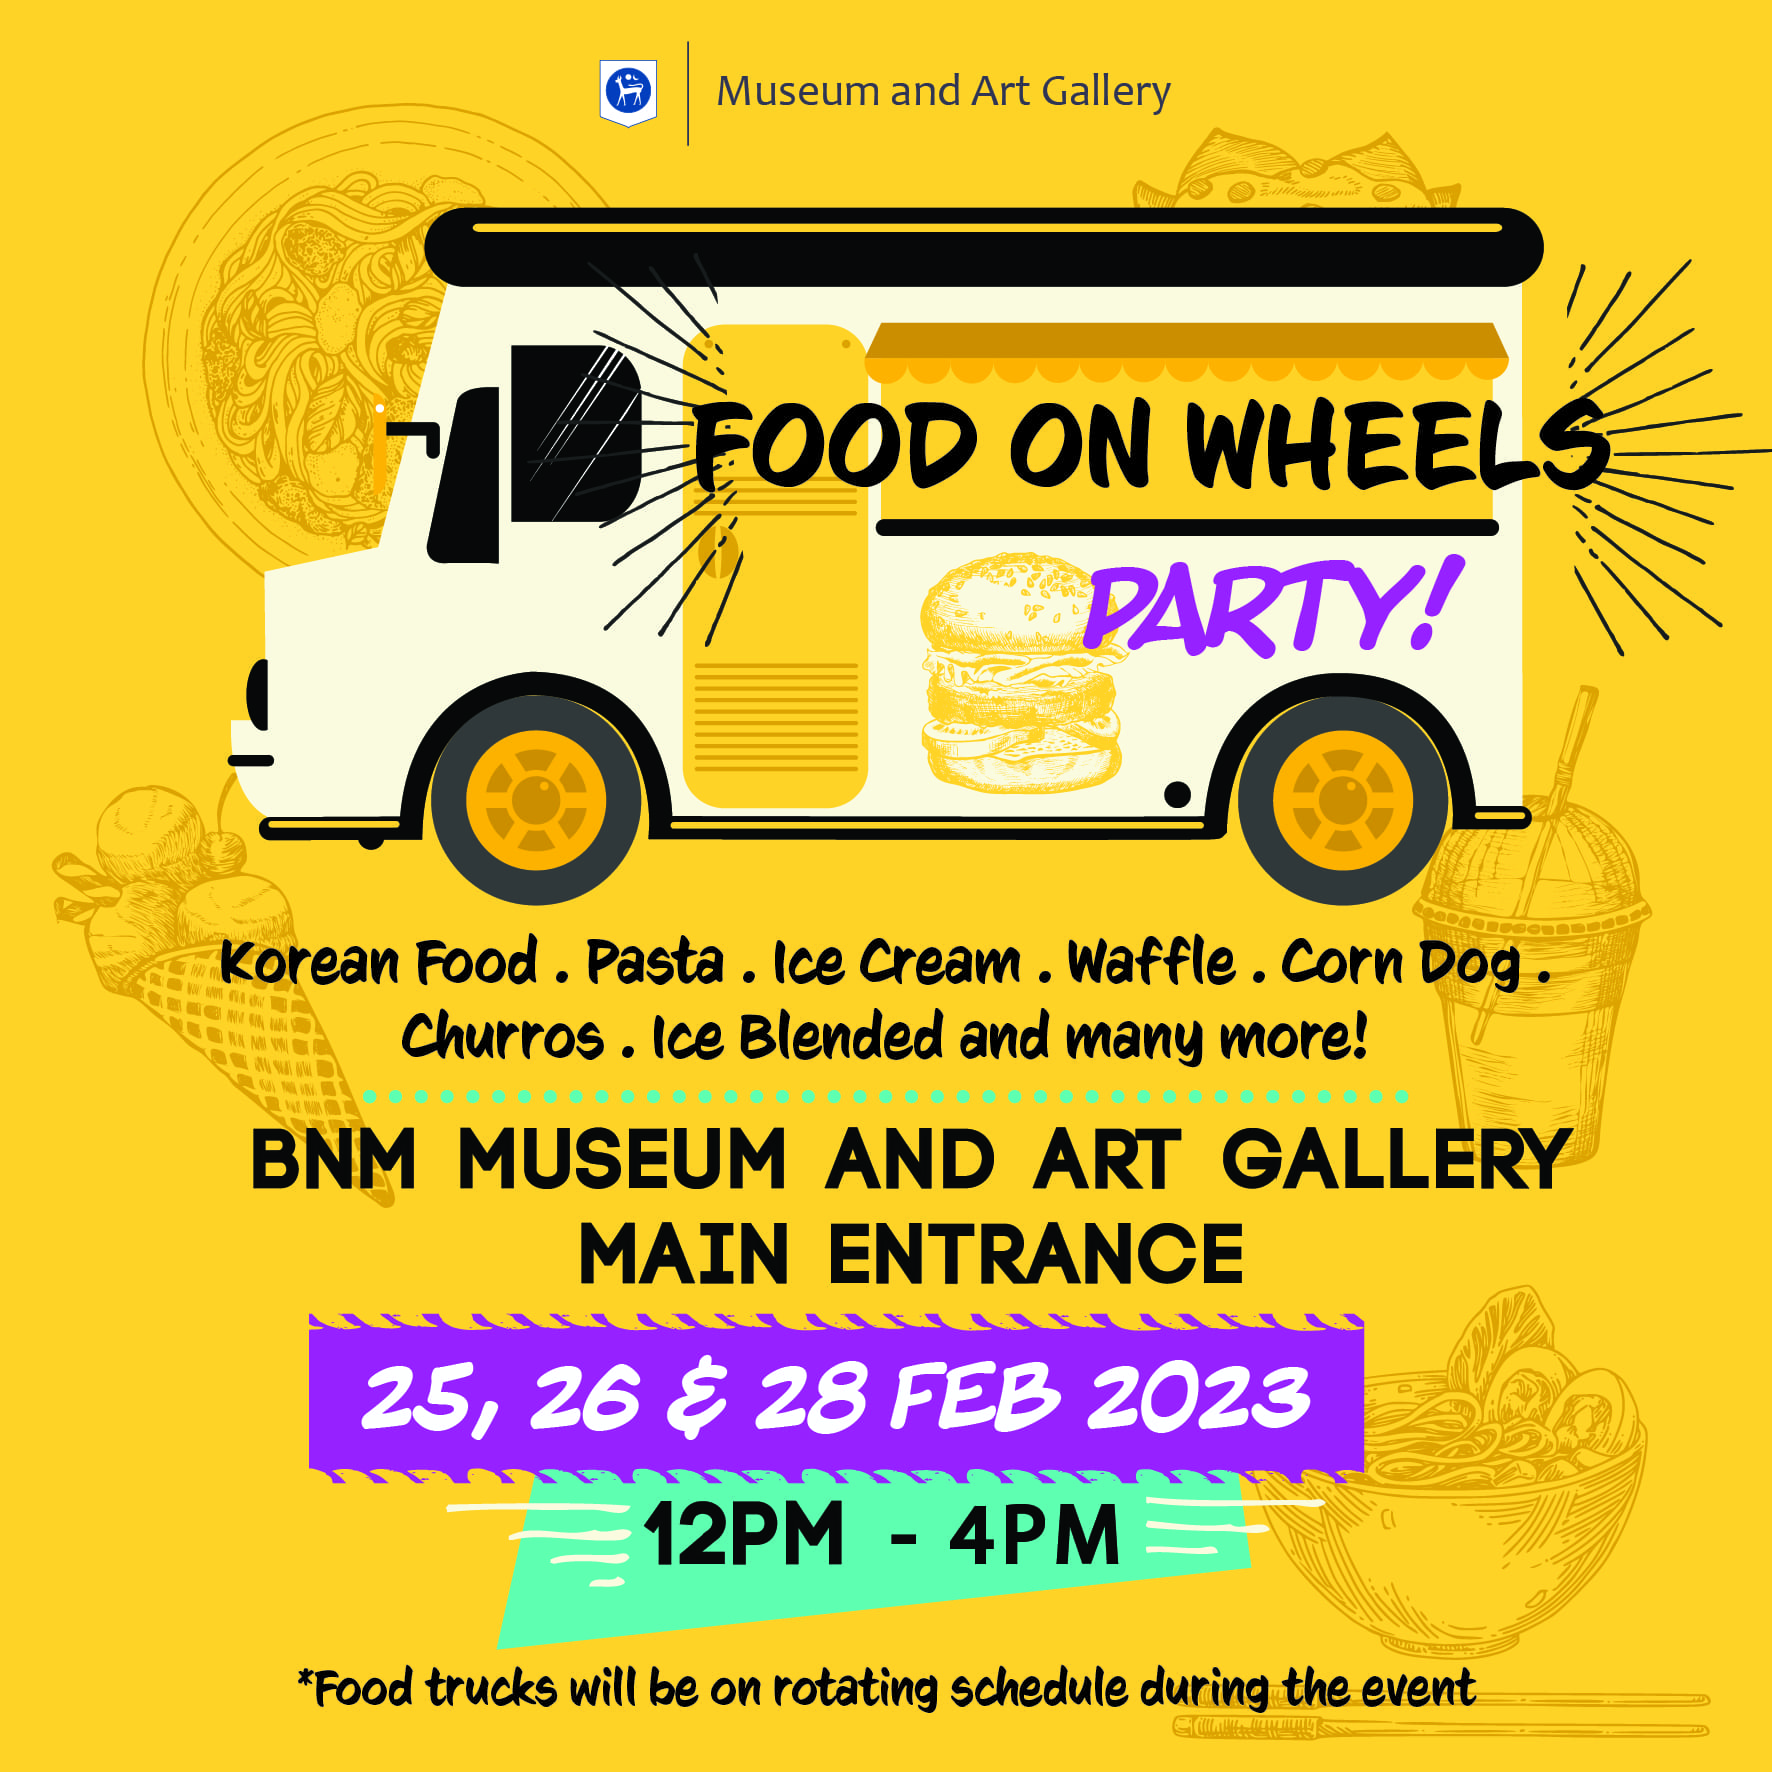 Museum and Art Gallery
FOOD ON WHEELS
PARTY!
Korean Food . Pasta . Ice Cream . Waffle . Corn Dog .
Churros . Ice Blended and many more!
BNM MUSEUM AND ART GALLERY
MAIN ENTRANCE
25, 26 & 28 FEB 2023
12PM - 4PM
*Food trucks will be on rotating schedule during the event